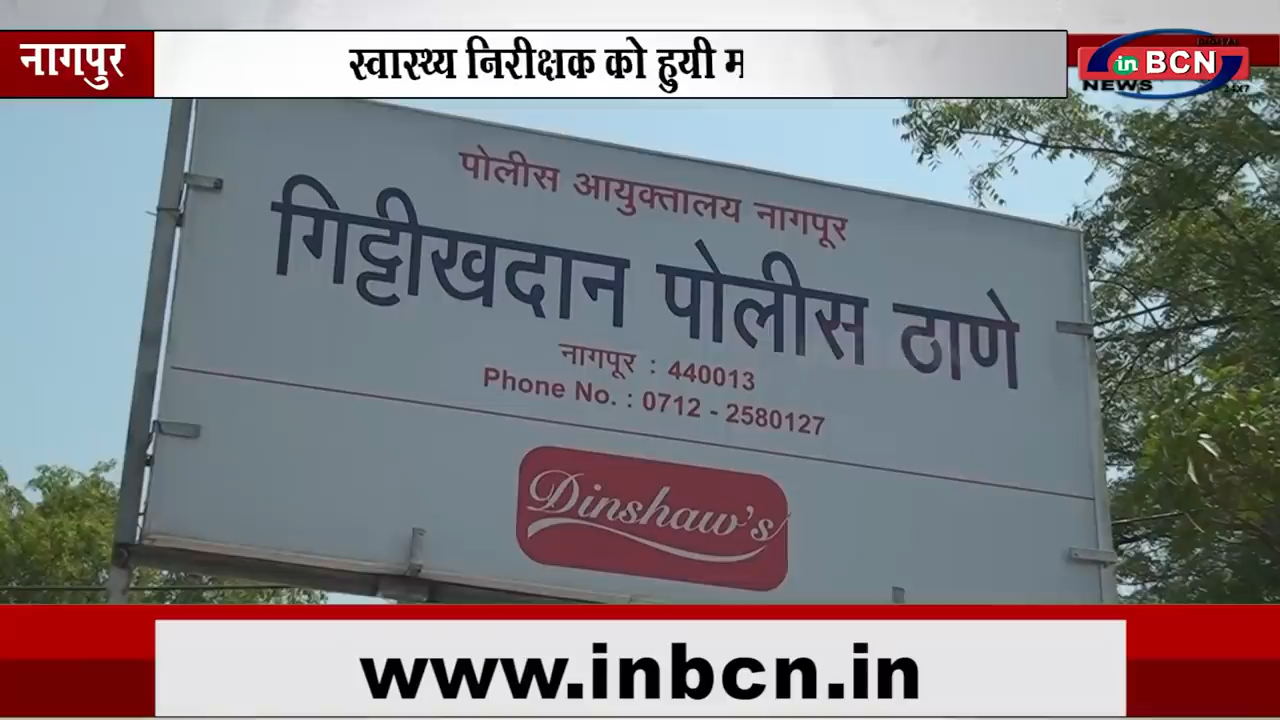 नागपुर
स्वास्थ्य निरीक्षक को हुयी म
in BCN
NEWS 24x7
पोलीस आयुक्तालय नागपूर
गिट्टीखदान पोलीस ठाणे
नागपूर : 440013
Phone No. : 0712 - 2580127
Dinshaw's
www.inbcn.in